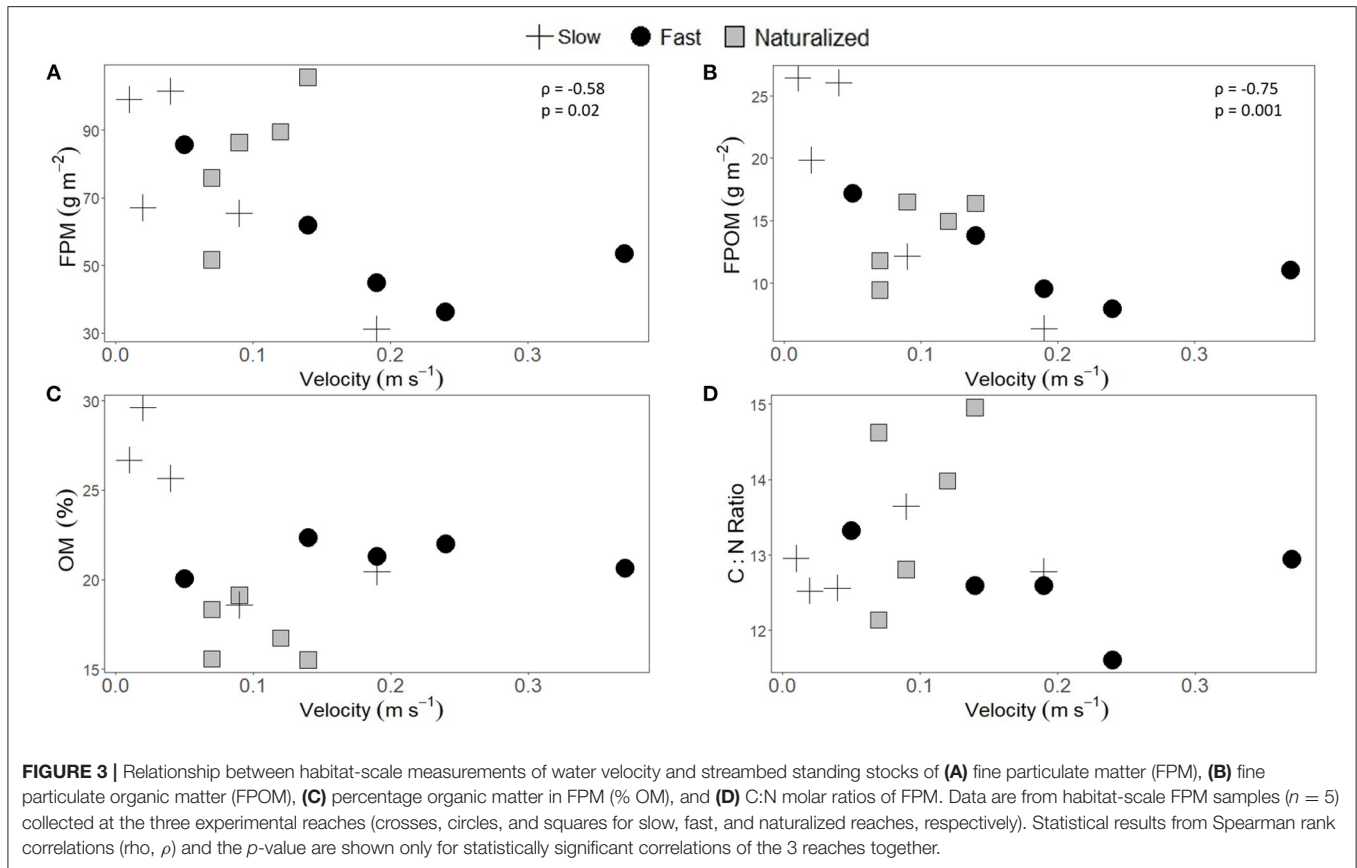 Slow Fast Naturalized
A
ρ = -0.58
p = 0.02
FPM (g m⁻²)
90
70
50
30
0.0 0.1 0.2 0.3
Velocity (m s⁻¹)
B
ρ = -0.75
p = 0.001
FPOM (g m⁻²)
25
20
15
10
0.0 0.1 0.2 0.3
Velocity (m s⁻¹)
C
OM (%)
30
25
20
15
0.0 0.1 0.2 0.3
Velocity (m s⁻¹)
D
C:N Ratio
15
14
13
12
0.0 0.1 0.2 0.3
Velocity (m s⁻¹)
FIGURE 3 | Relationship between habitat-scale measurements of water velocity and streambed standing stocks of (A) fine particulate matter (FPM), (B) fine
particulate organic matter (FPOM), (C) percentage organic matter in FPM (% OM), and (D) C:N molar ratios of FPM. Data are from habitat-scale FPM samples (n = 5)
collected at the three experimental reaches (crosses, circles, and squares for slow, fast, and naturalized reaches, respectively). Statistical results from Spearman rank
correlations (rho, ρ) and the p-value are shown only for statistically significant correlations of the 3 reaches together.